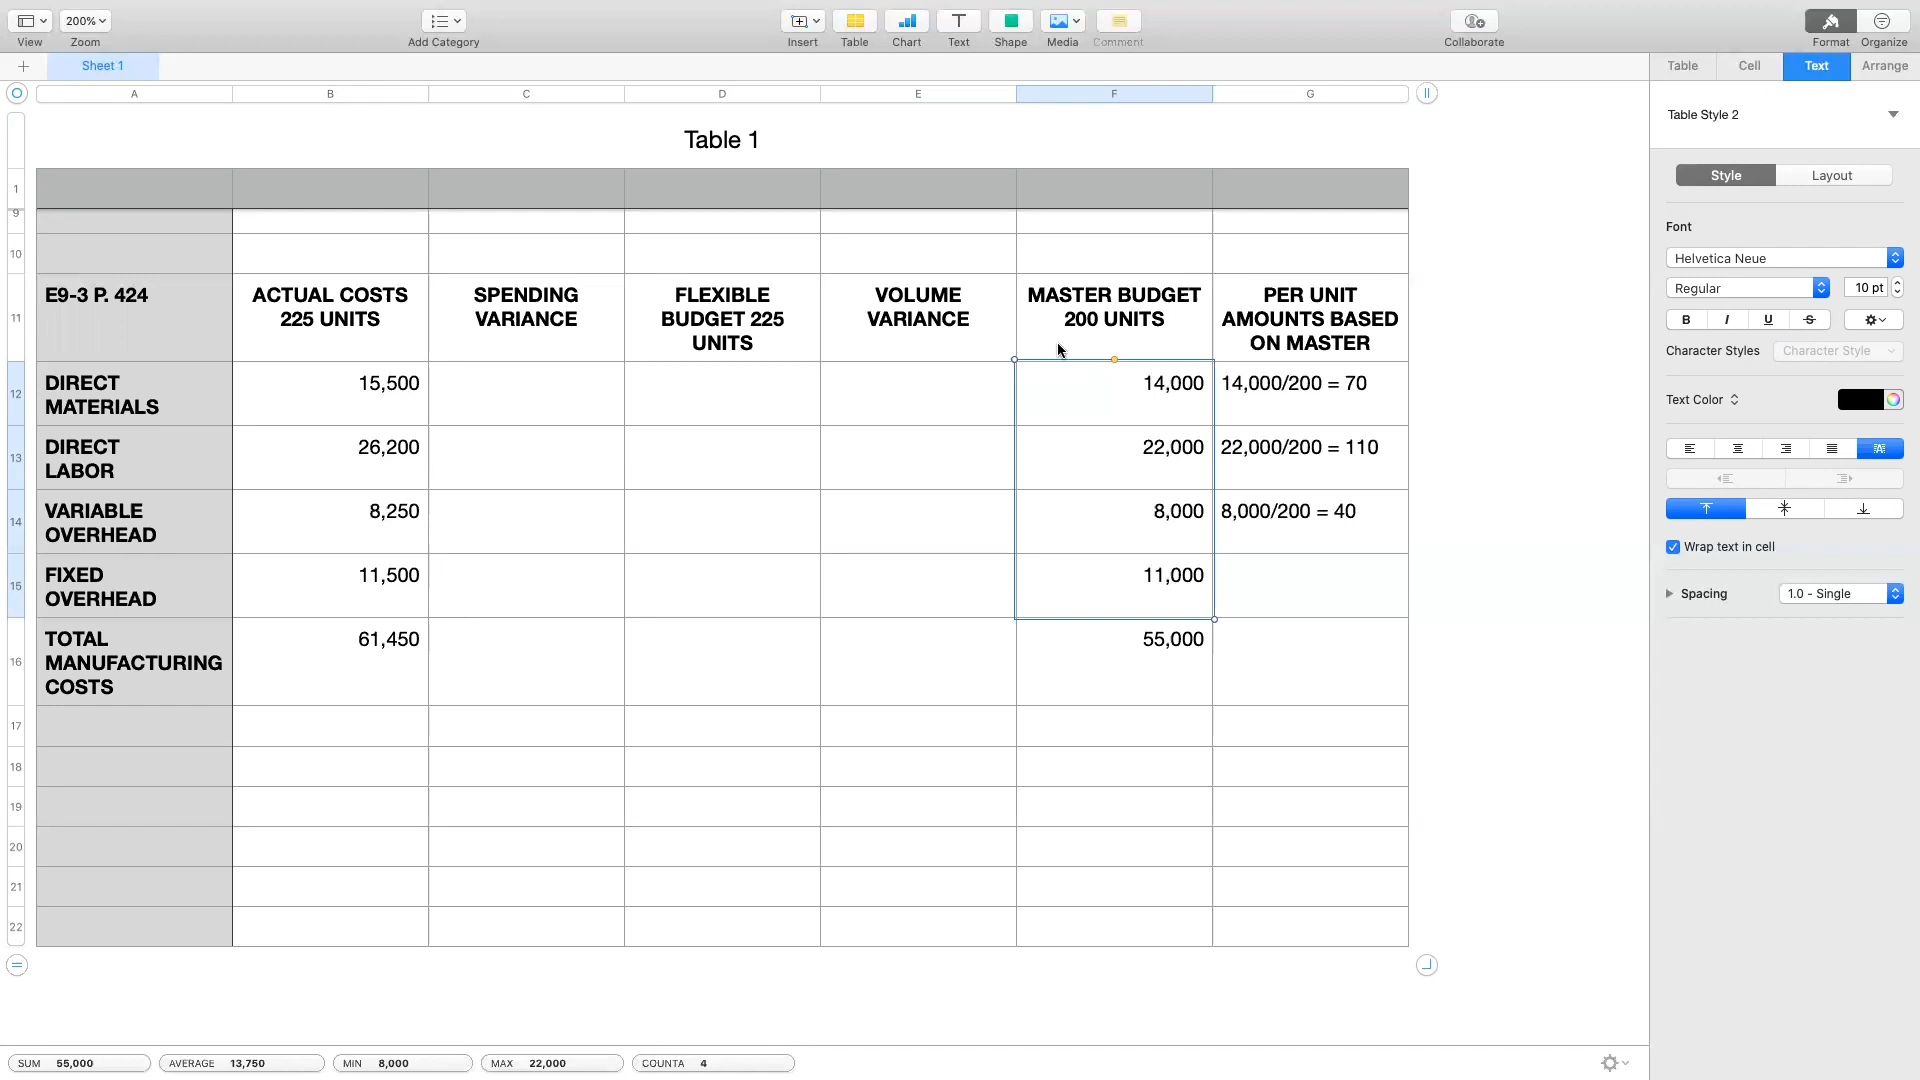 200%
View
Zoom
Add Category
Insert
Table
Chart
Text
Shape
Media
Comment
Collaborate
Format
Organize
Sheet 1
Table
Cell
Text
Arrange
A
B
C
D
E
F
G
Table 1
Table Style 2
Style
Layout
1
9
10
11
E9-3 P. 424
ACTUAL COSTS
225 UNITS
SPENDING
VARIANCE
FLEXIBLE
BUDGET 225
UNITS
VOLUME
VARIANCE
MASTER BUDGET
200 UNITS
PER UNIT
AMOUNTS BASED
ON MASTER
12
DIRECT
MATERIALS
15,500
14,000
14,000/200 = 70
13
DIRECT
LABOR
26,200
22,000
22,000/200 = 110
14
VARIABLE
OVERHEAD
8,250
8,000
8,000/200 = 40
15
FIXED
OVERHEAD
11,500
11,000
16
TOTAL
MANUFACTURING
COSTS
61,450
55,000
17
18
19
20
21
22
Font
Helvetica Neue
Regular
10 pt
B
I
U
S
Character Styles
Character Style
Text Color
Wrap text in cell
Spacing
1.0 - Single
SUM 55,000
AVERAGE 13,750
MIN 8,000
MAX 22,000
COUNTA 4